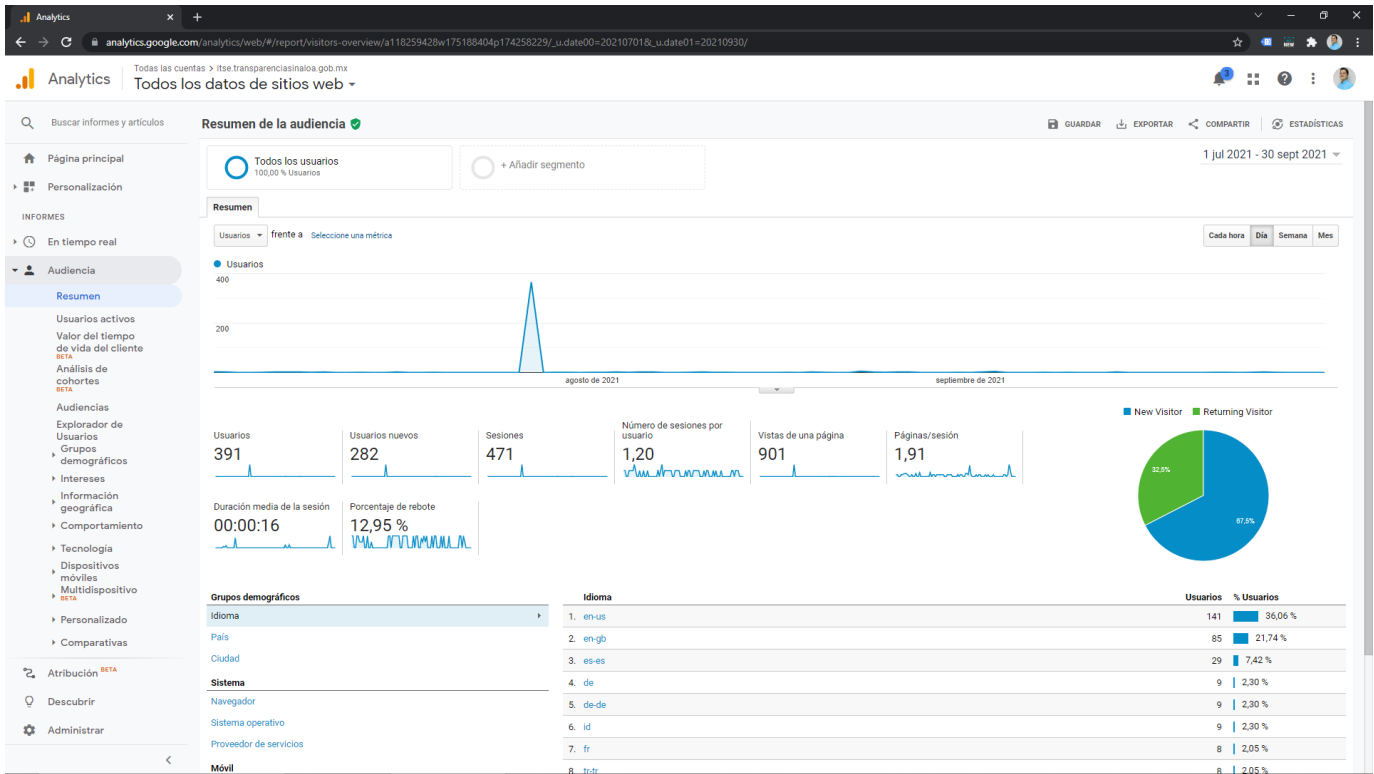 Analytics
analytics.google.com/analytics/web/#/report/visitors-overview/a118259428w175188404p174258229/_u.date00=20210701&_u.date01=20210930/
NEW
Analytics
Todas las cuentas > itse.transparenciasinaloa.gob.mx
Todos los datos de sitios web
3
Buscar informes y artículos
Página principal
Personalización
INFORMES
En tiempo real
Audiencia
Resumen
Usuarios activos
Valor del tiempo
de vida del cliente
BETA
Análisis de
cohortes
BETA
Audiencias
Explorador de
Usuarios
Grupos
demográficos
Intereses
Información
geográfica
Comportamiento
Tecnología
Dispositivos
móviles
Multidispositivo
BETA
Personalizado
Comparativas
Atribución BETA
Descubrir
Administrar
Resumen de la audiencia
GUARDAR EXPORTAR COMPARTIR ESTADÍSTICAS
Todos los usuarios
100,00 % Usuarios
+ Añadir segmento
1 jul 2021 - 30 sept 2021
Resumen
Usuarios frente a Seleccione una métrica
Cada hora Día Semana Mes
Usuarios
400
200
agosto de 2021 septiembre de 2021
New Visitor Returning Visitor
32,5%
67,5%
Usuarios
391
Usuarios nuevos
282
Sesiones
471
Número de sesiones por
usuario
1,20
Vistas de una página
901
Páginas/sesión
1,91
Duración media de la sesión
00:00:16
Porcentaje de rebote
12,95 %
Grupos demográficos
Idioma
País
Ciudad
Sistema
Navegador
Sistema operativo
Proveedor de servicios
Móvil
Idioma Usuarios % Usuarios
1. en-us 141 36,06 %
2. en-gb 85 21,74 %
3. es-es 29 7,42 %
4. de 9 2,30 %
5. de-de 9 2,30 %
6. id 9 2,30 %
7. fr 8 2,05 %
8. tr-tr 8 2,05 %